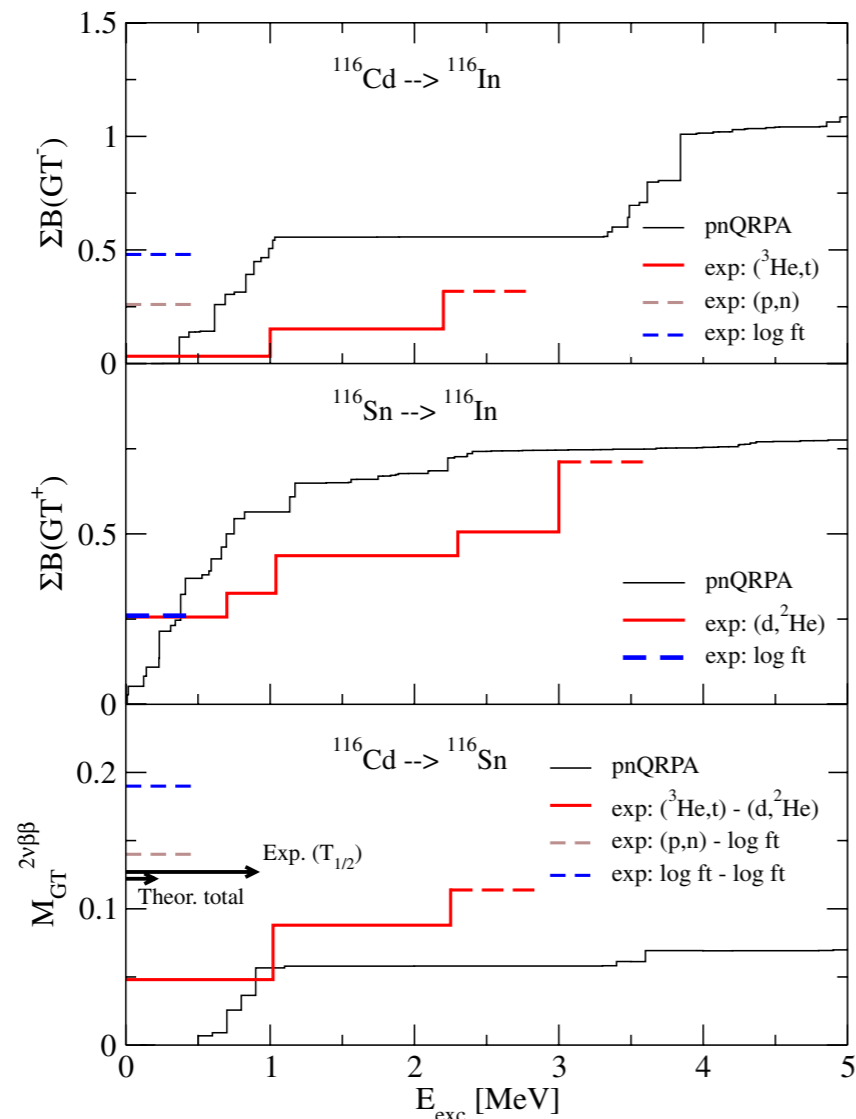 1.5
¹¹⁶Cd --> ¹¹⁶In
1
ΣB(GT⁻)
0.5
0
pnQRPA
exp: (³He,t)
exp: (p,n)
exp: log ft
¹¹⁶Sn --> ¹¹⁶In
ΣB(GT⁺)
0.5
0
pnQRPA
exp: (d,²He)
exp: log ft
¹¹⁶Cd --> ¹¹⁶Sn
0.2
M_GT^2νββ
0.1
0
pnQRPA
exp: (³He,t) - (d,²He)
exp: (p,n) - log ft
exp: log ft - log ft
Exp. (T₁/₂)
Theor. total
0 1 2 3 4 5
E_exc [MeV]